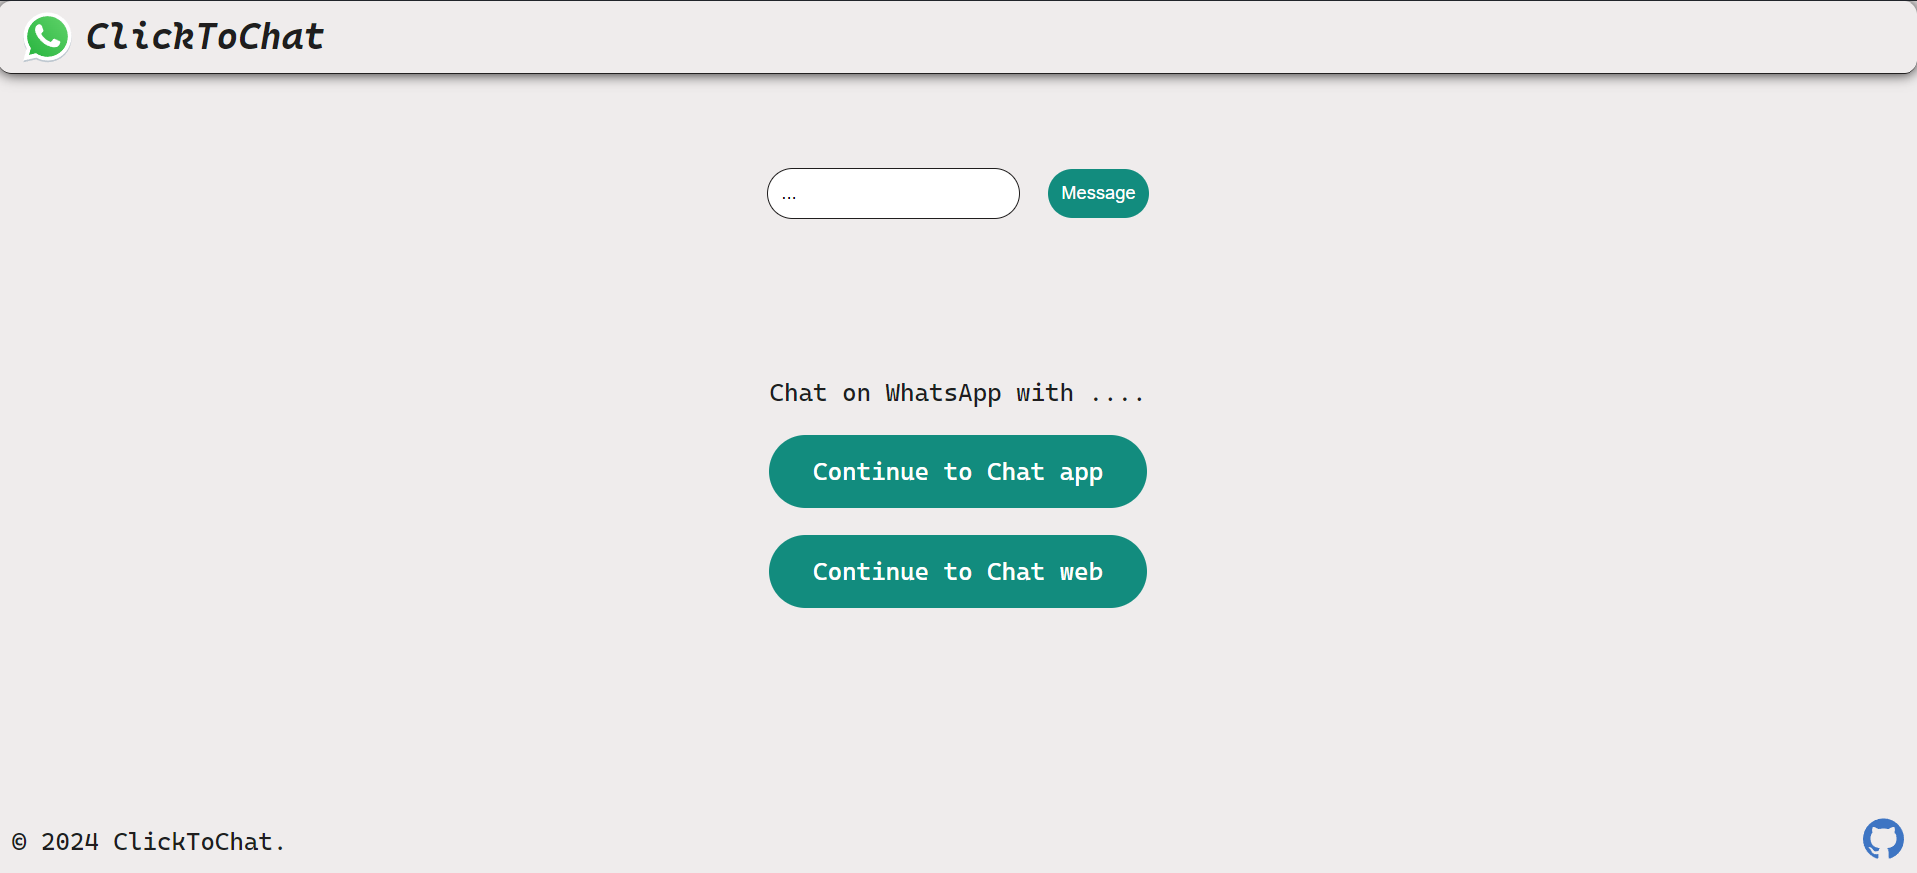 ClickToChat
...
Message
Chat on WhatsApp with ....
Continue to Chat app
Continue to Chat web
© 2024 ClickToChat.